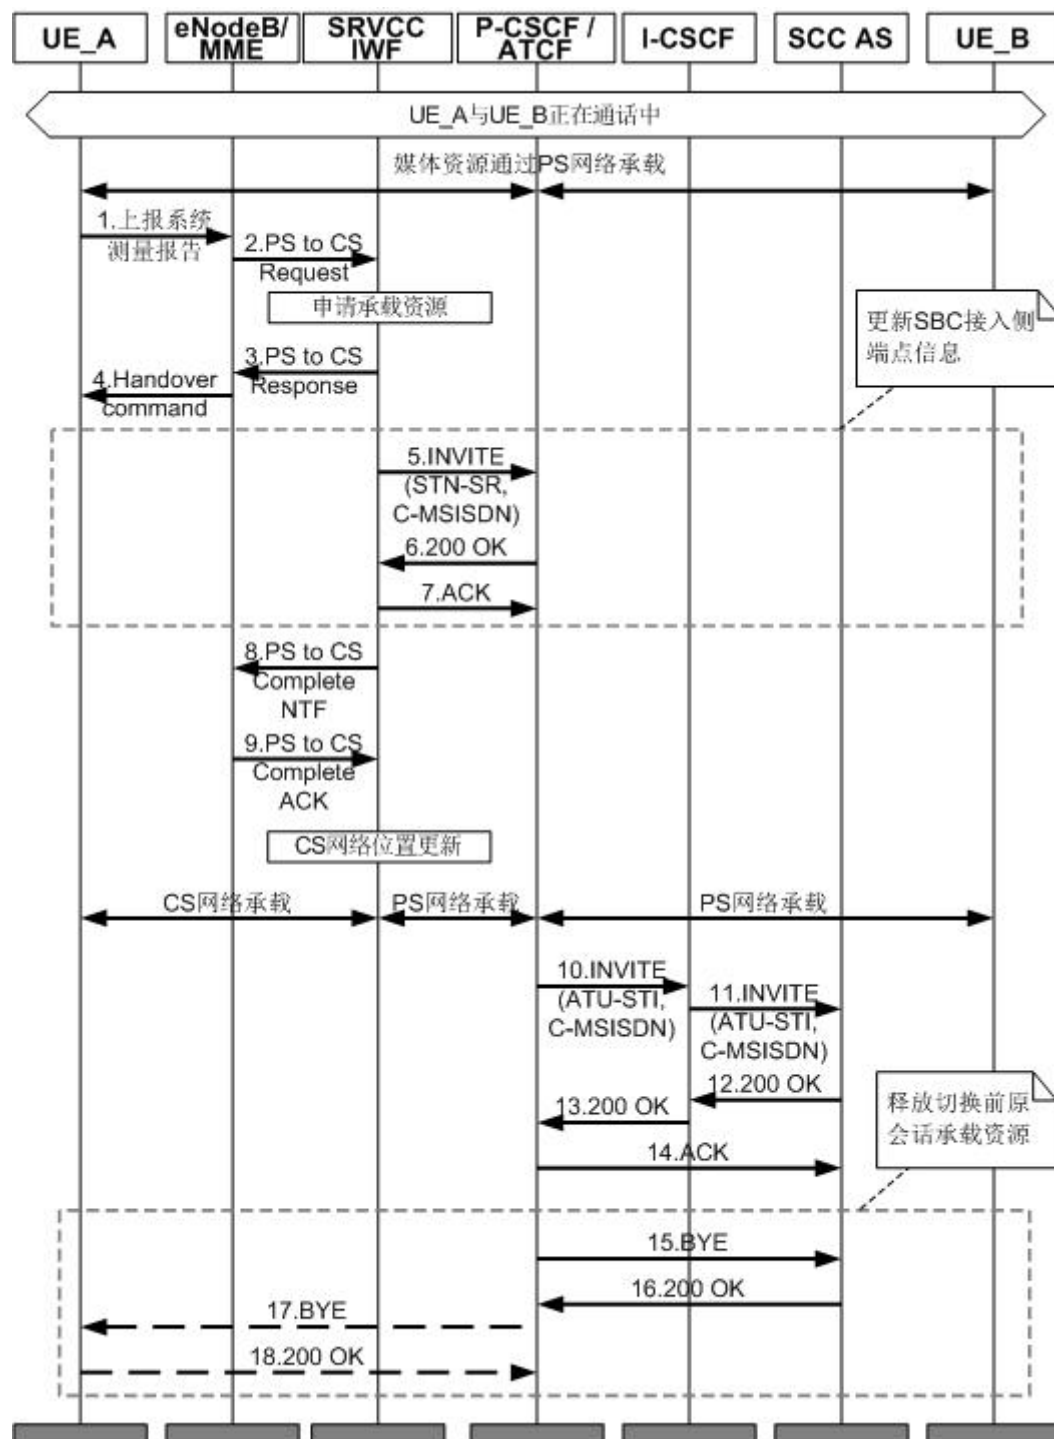 UE_A
eNodeB/
MME
SRVCC
IWF
P-CSCF /
ATCF
I-CSCF
SCC AS
UE_B
UE_A与UE_B正在通话中
媒体资源通过PS网络承载
1.上报系统
测量报告
2.PS to CS
Request
申请承载资源
更新SBC接入侧
端点信息
3.PS to CS
Response
4.Handover
command
5.INVITE
(STN-SR,
C-MSISDN)
6.200 OK
7.ACK
8.PS to CS
Complete
NTF
9.PS to CS
Complete
ACK
CS网络位置更新
CS网络承载
PS网络承载
PS网络承载
10.INVITE
(ATU-STI,
C-MSISDN)
11.INVITE
(ATU-STI,
C-MSISDN)
12.200 OK
13.200 OK
释放切换前原
会话承载资源
14.ACK
15.BYE
16.200 OK
17.BYE
18.200 OK